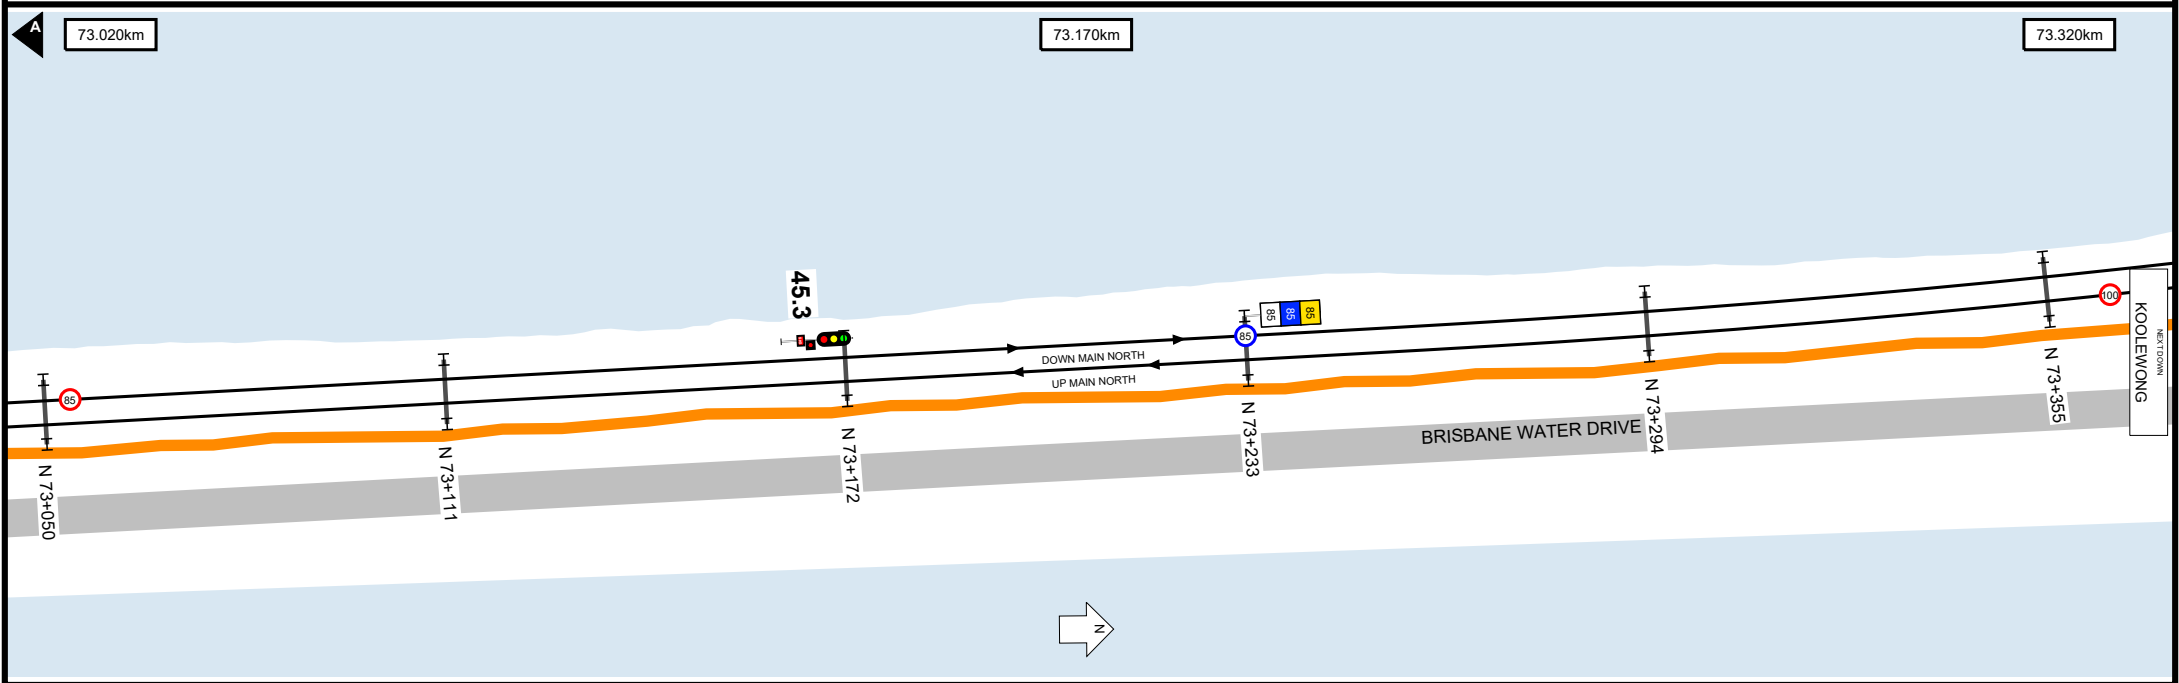 A
73.020km
73.170km
73.320km
45.3
85
85
85
85
85
100
DOWN MAIN NORTH
UP MAIN NORTH
BRISBANE WATER DRIVE
KOOLEWONG
NEXT DOWN
N 73+050
N 73+111
N 73+172
N 73+233
N 73+294
N 73+355
N